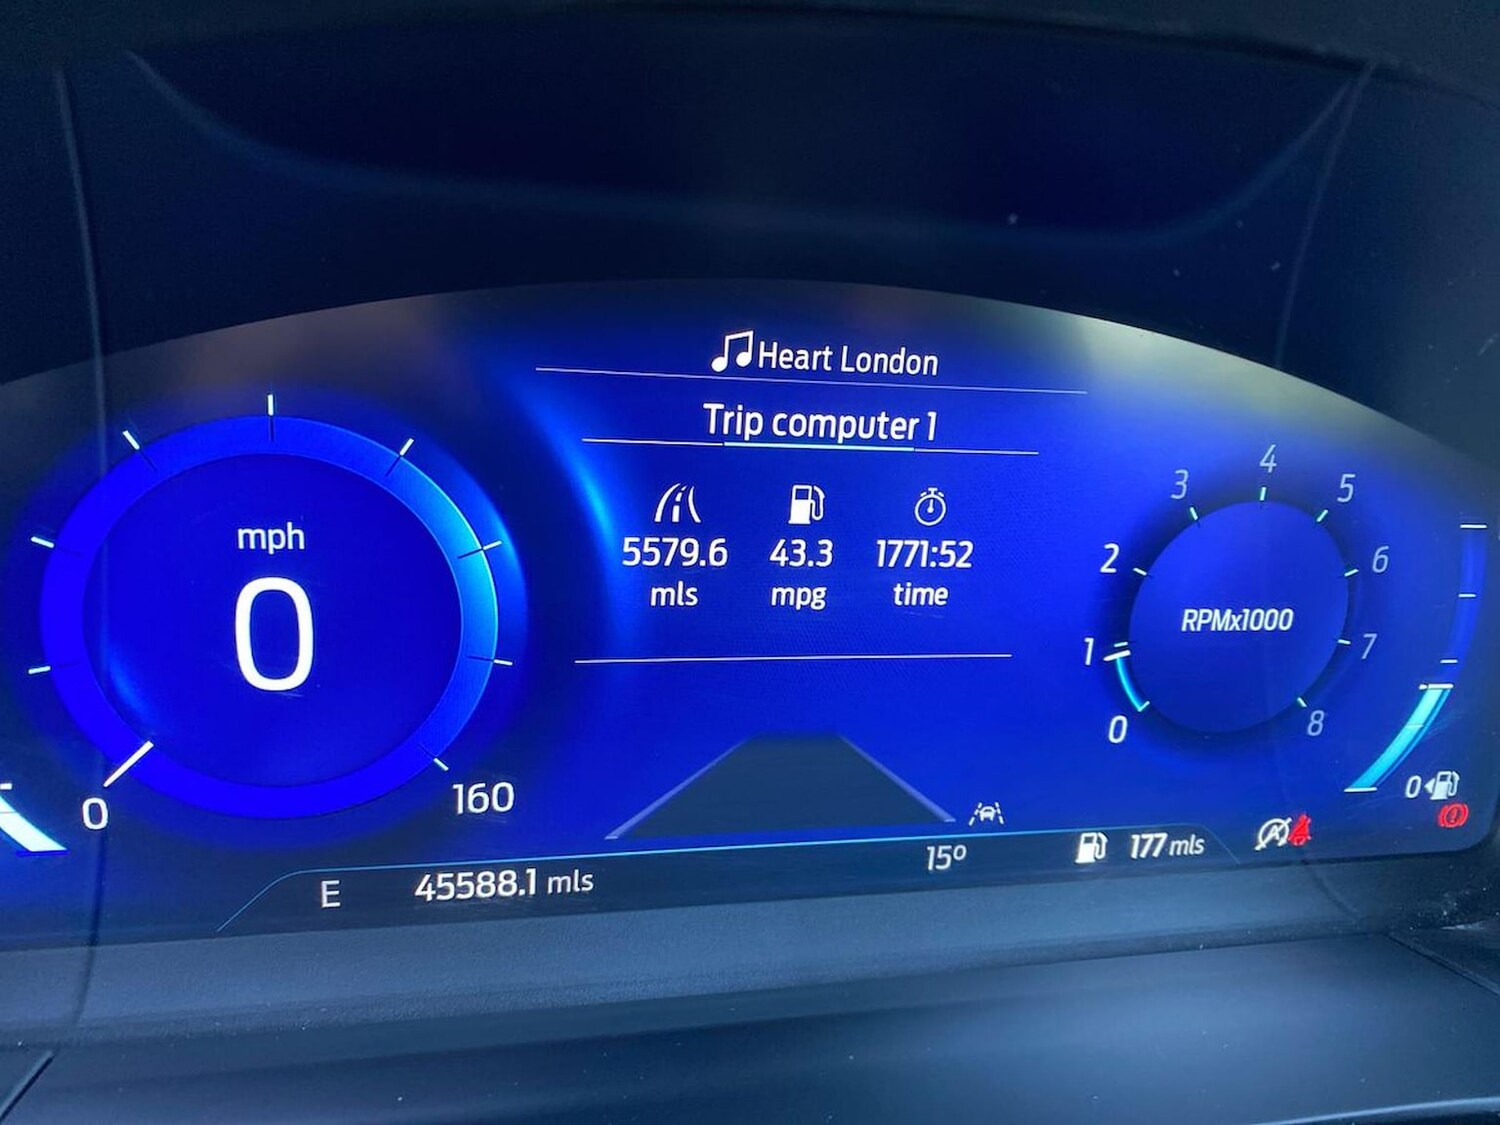 Heart London
Trip computer 1
5579.6 43.3 1771:52
mls mpg time
mph
0
0
160
0
1
2
3
4
5
6
7
8
RPMx1000
0
E 45588.1 mls 15º 177 mls